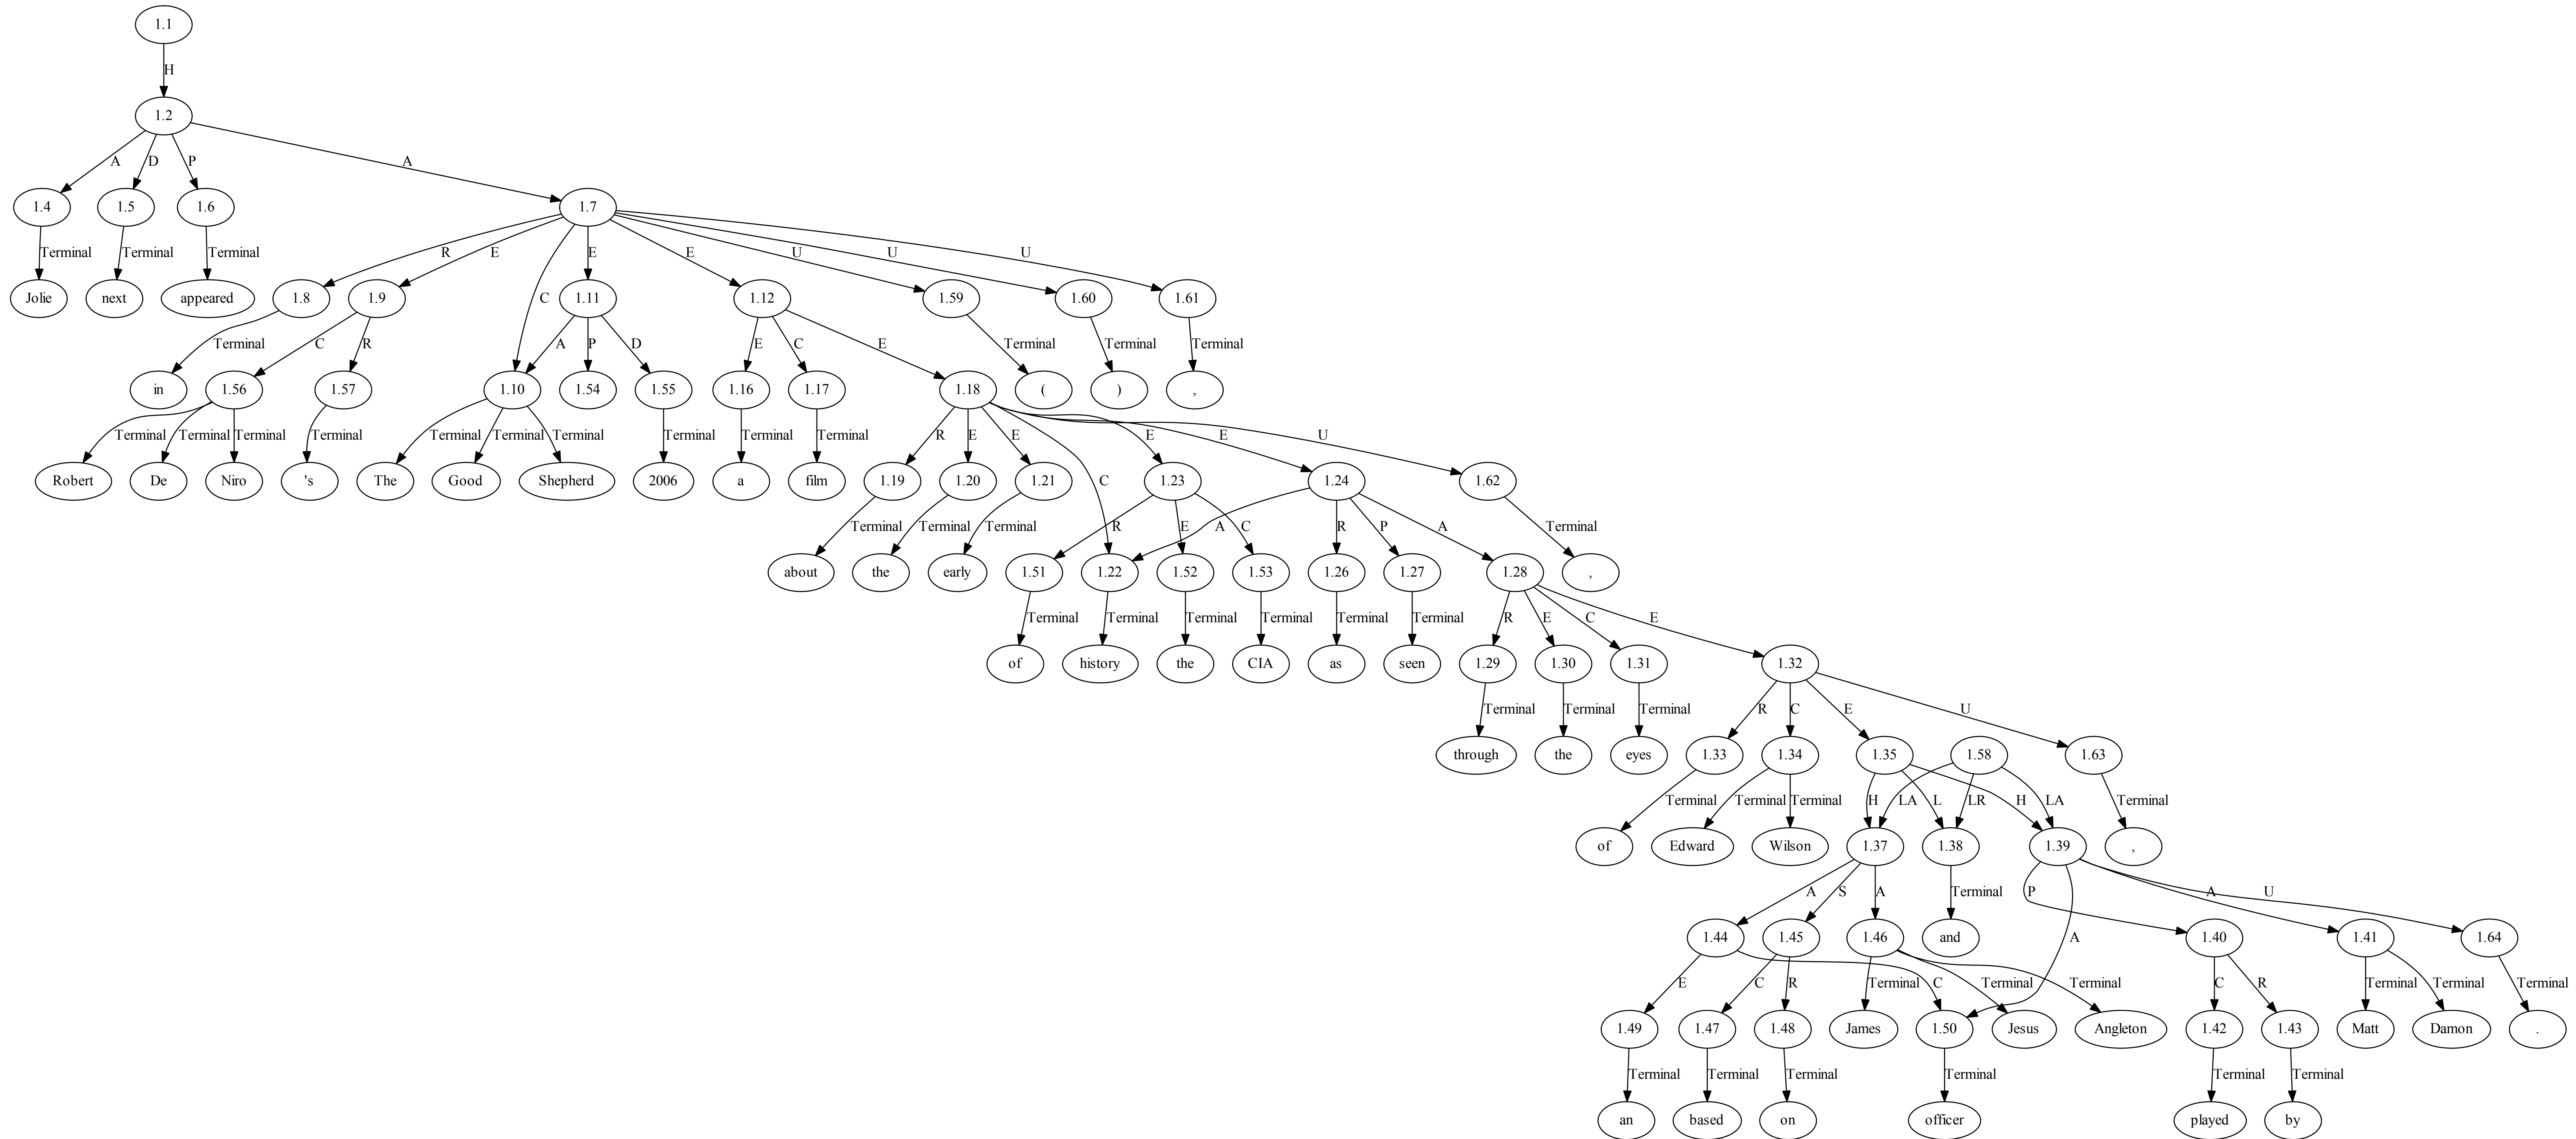 1.1
H
1.2
A D P A
1.4 1.5 1.6 1.7
Terminal Terminal Terminal R E C E E U U U
Jolie next appeared 1.8 1.9 1.11 1.12 1.59 1.60 1.61
Terminal C R A P D E C E Terminal Terminal Terminal
in 1.56 1.57 1.10 1.54 1.55 1.16 1.17 1.18 ( ) ,
Terminal Terminal Terminal Terminal Terminal Terminal Terminal Terminal Terminal Terminal R E E C E E U
Robert De Niro 's The Good Shepherd 2006 a film 1.19 1.20 1.21 1.23 1.24 1.62
Terminal Terminal Terminal R E A C R P A Terminal
about the early 1.51 1.22 1.52 1.53 1.26 1.27 1.28 ,
Terminal Terminal Terminal Terminal Terminal Terminal R E C E
of history the CIA as seen 1.29 1.30 1.31 1.32
Terminal Terminal Terminal R C E U
through the eyes 1.33 1.34 1.35 1.58 1.63
Terminal Terminal Terminal H LA L LR H LA Terminal
of Edward Wilson 1.37 1.38 1.39 ,
A S A Terminal P A A U
1.44 1.45 1.46 and 1.40 1.41 1.64
E C R Terminal C Terminal Terminal C R Terminal Terminal Terminal
1.49 1.47 1.48 James 1.50 Jesus Angleton 1.42 1.43 Matt Damon .
Terminal Terminal Terminal Terminal Terminal Terminal
an based on officer played by